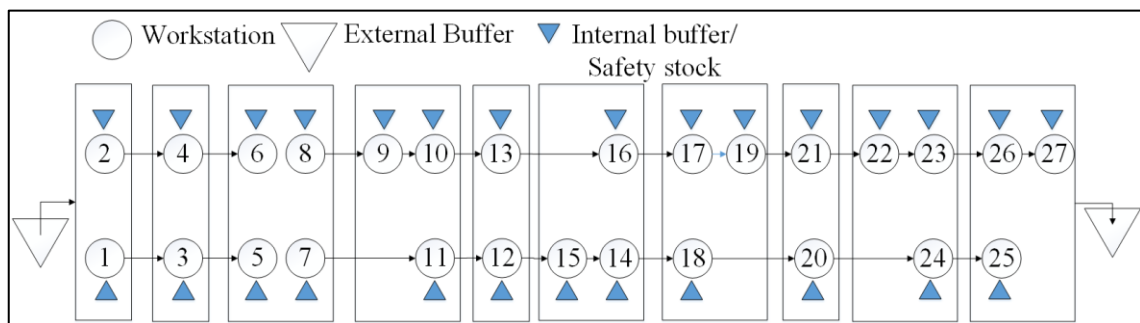 Workstation External Buffer Internal buffer/
Safety stock
2 4 6 8 9 10 13 16 17 19 21 22 23 26 27
1 3 5 7 11 12 15 14 18 20 24 25